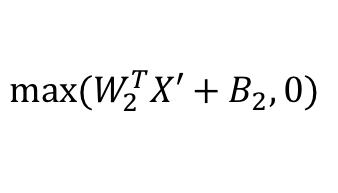 max(W₂ᵀX′ + B₂, 0)